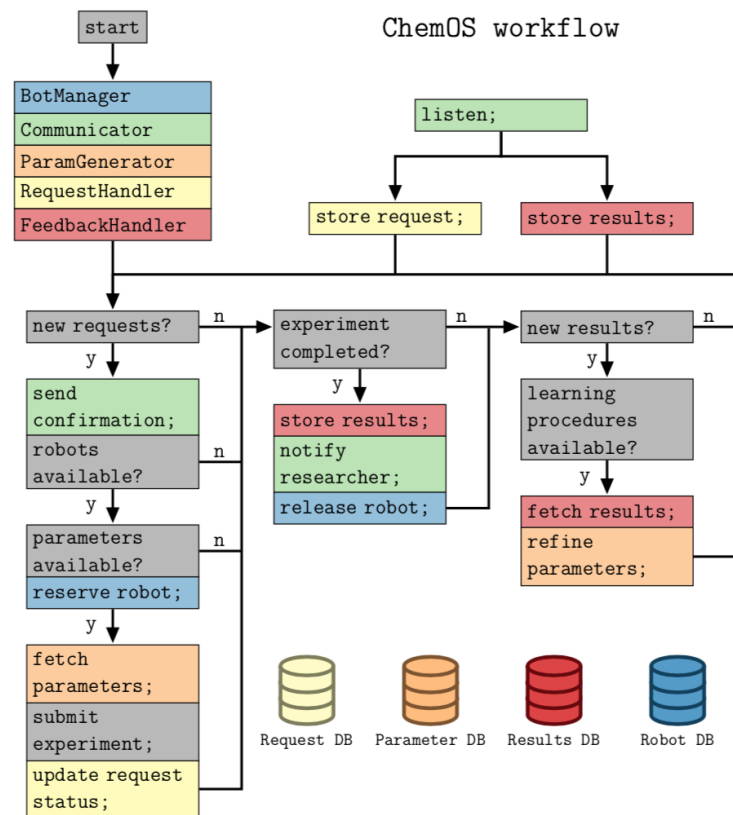 start
ChemOS workflow
BotManager
Communicator
ParamGenerator
RequestHandler
FeedbackHandler
listen;
store request;
store results;
new requests?
n
y
send
confirmation;
robots
available?
n
y
parameters
available?
n
reserve robot;
y
fetch
parameters;
submit
experiment;
update request
status;
experiment
completed?
n
y
store results;
notify
researcher;
release robot;
new results?
n
y
learning
procedures
available?
y
fetch results;
refine
parameters;
Request DB
Parameter DB
Results DB
Robot DB